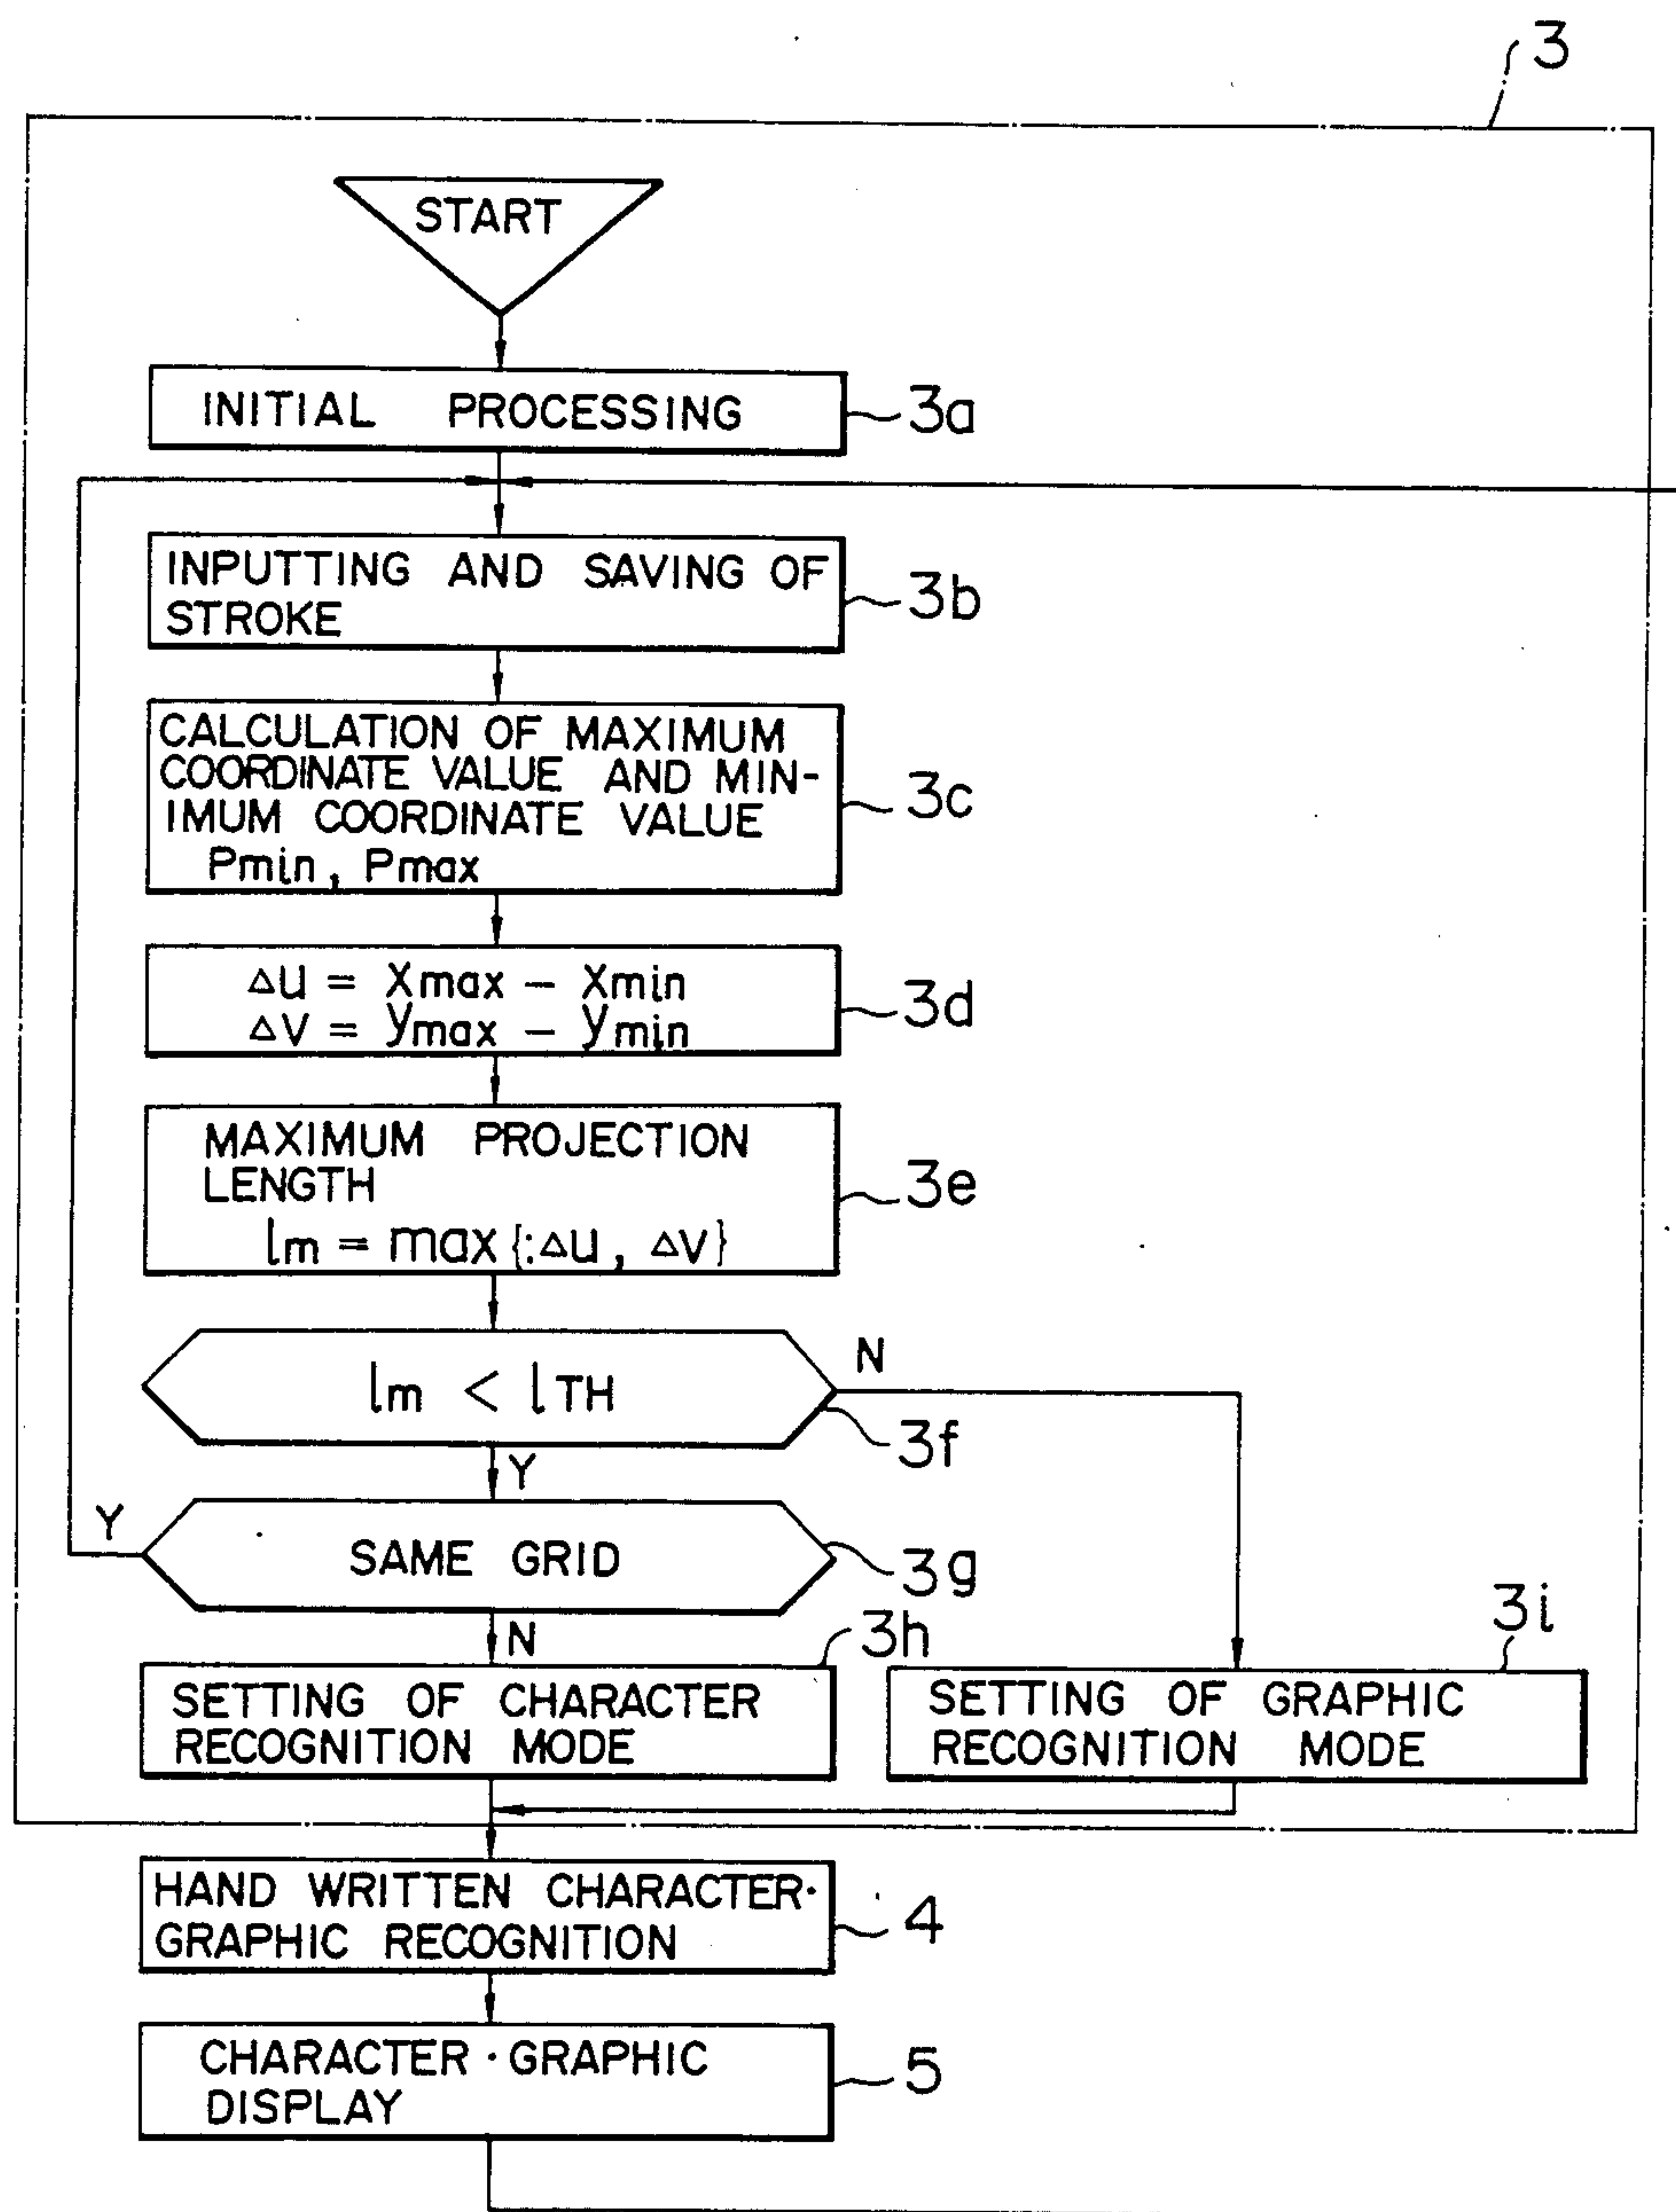 3
START
INITIAL PROCESSING
3a
INPUTTING AND SAVING OF
STROKE
3b
CALCULATION OF MAXIMUM
COORDINATE VALUE AND MIN-
IMUM COORDINATE VALUE
Pmin, Pmax
3c
Δu = Xmax - Xmin
Δv = Ymax - Ymin
3d
MAXIMUM PROJECTION
LENGTH
lm = max {:Δu, Δv}
3e
lm < lTH
N
3f
Y
Y
SAME GRID
3g
N
3h
3i
SETTING OF CHARACTER
RECOGNITION MODE
SETTING OF GRAPHIC
RECOGNITION MODE
HAND WRITTEN CHARACTER·
GRAPHIC RECOGNITION
4
CHARACTER·GRAPHIC
DISPLAY
5